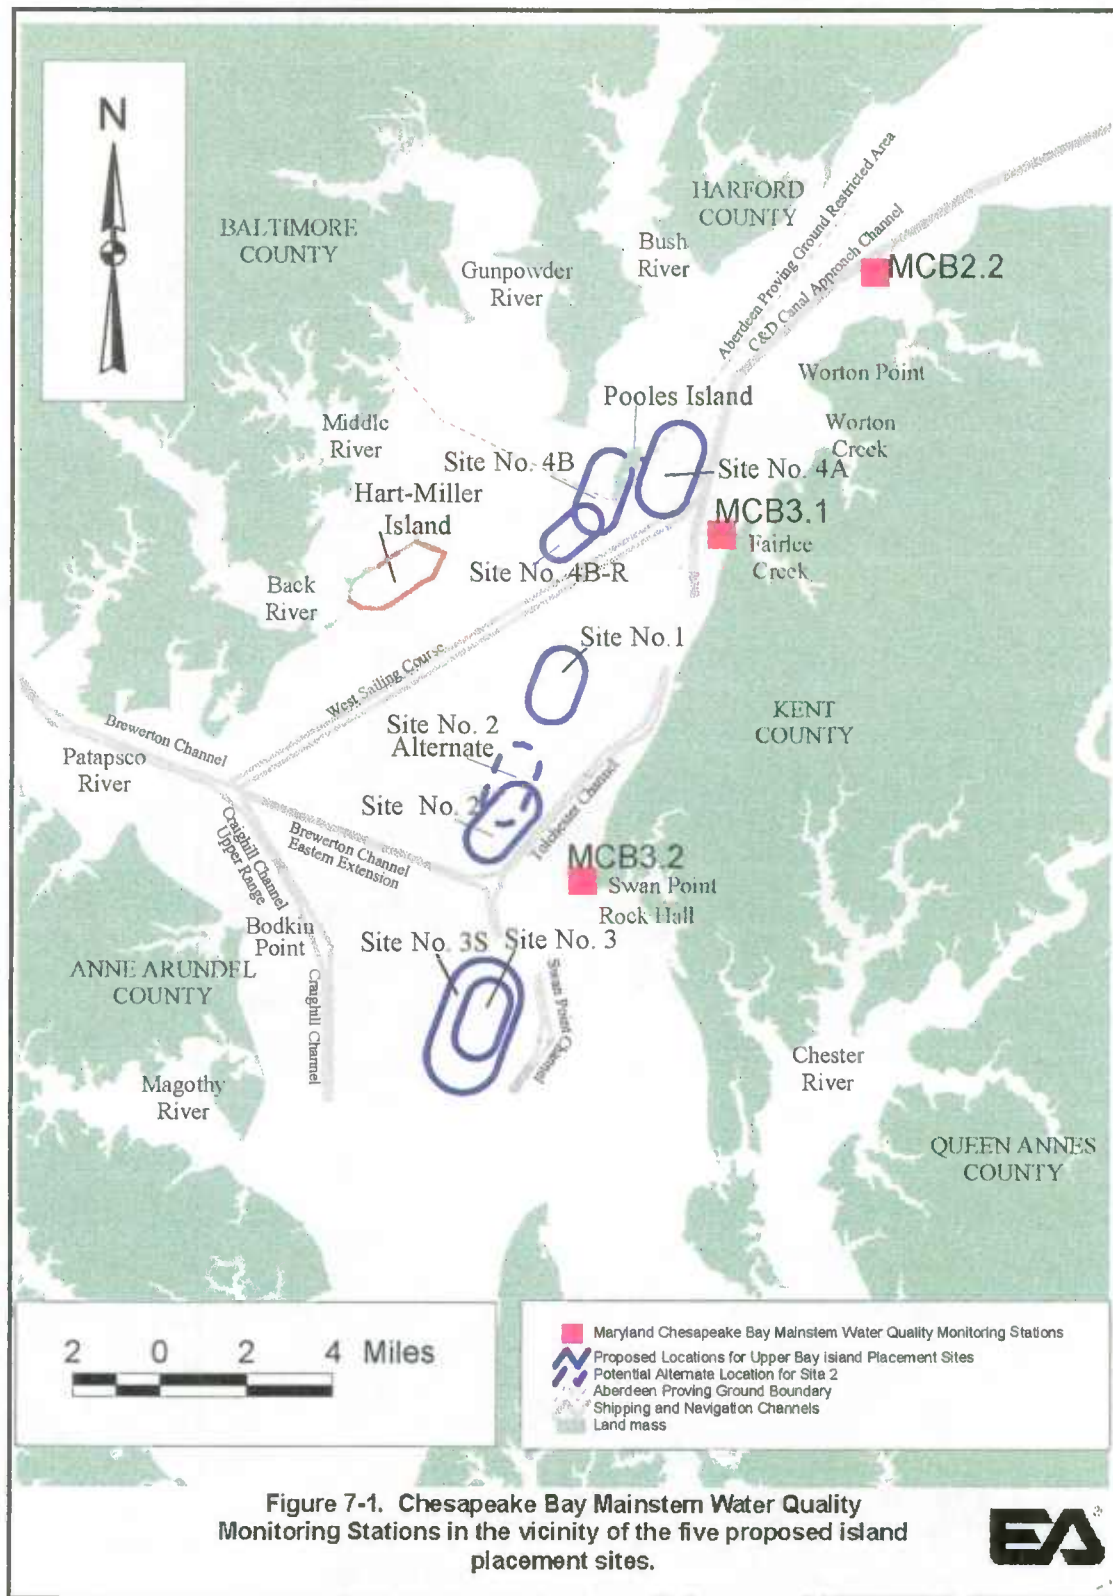 N
BALTIMORE
COUNTY
HARFORD
COUNTY
Gunpowder
River
Bush
River
Aberdeen Proving Ground Restricted Area
C&D Canal Approach Channel
MCB2.2
Worton Point
Worton
Creek
Pooles Island
Middle
River
Site No. 4B
Site No. 4A
Hart-Miller
Island
MCB3.1
Fairlee
Creek
Site No. 4B-R
Back
River
Site No. 1
West Sailing Course
KENT
COUNTY
Site No. 2
Alternate
Brewerton Channel
Patapsco
River
Site No. 2
Tolchester Channel
Craighill Channel
Upper Range
Brewerton Channel
Eastern Extension
MCB3.2
Swan Point
Rock Hall
Bodkin
Point
Site No. 3S
Site No. 3
ANNE ARUNDEL
COUNTY
Craighill Channel
Swan Point Channel
Chester
River
Magothy
River
QUEEN ANNES
COUNTY
2 0 2 4 Miles
Maryland Chesapeake Bay Mainstem Water Quality Monitoring Stations
Proposed Locations for Upper Bay Island Placement Sites
Potential Alternate Location for Site 2
Aberdeen Proving Ground Boundary
Shipping and Navigation Channels
Land mass
Figure 7-1. Chesapeake Bay Mainstem Water Quality
Monitoring Stations in the vicinity of the five proposed island
placement sites.
EA